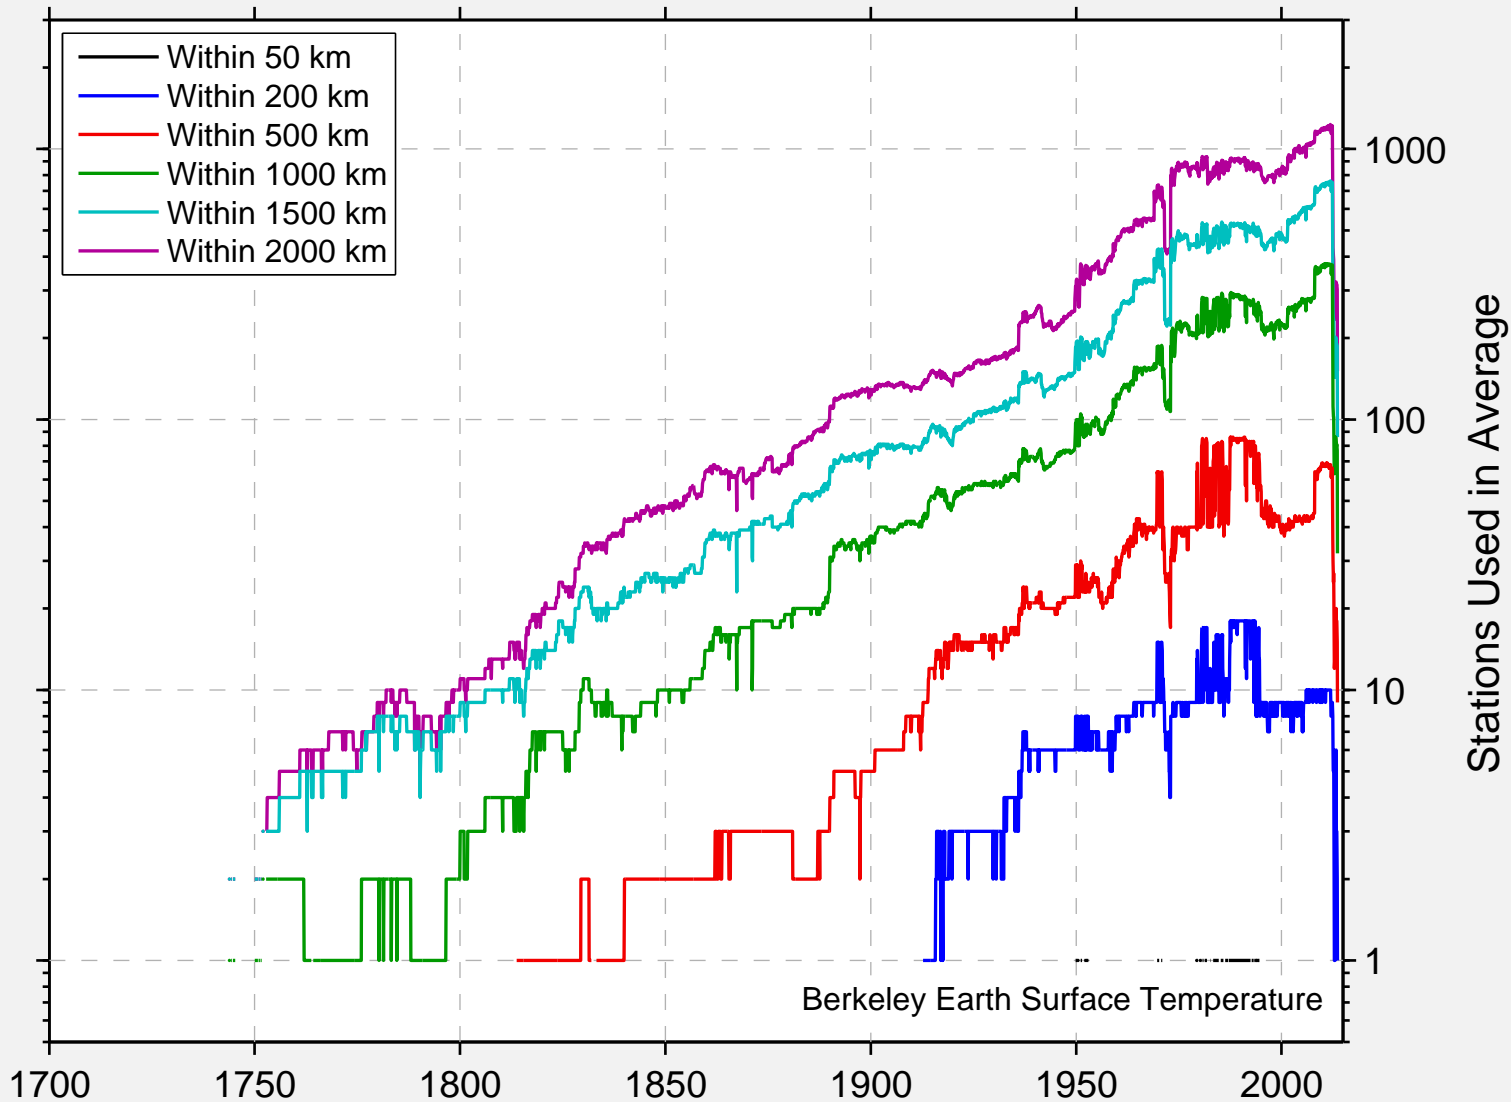 Within 50 km
Within 200 km
Within 500 km
Within 1000 km
Within 1500 km
Within 2000 km
1000
100
10
1
Stations Used in Average
Berkeley Earth Surface Temperature
1700 1750 1800 1850 1900 1950 2000